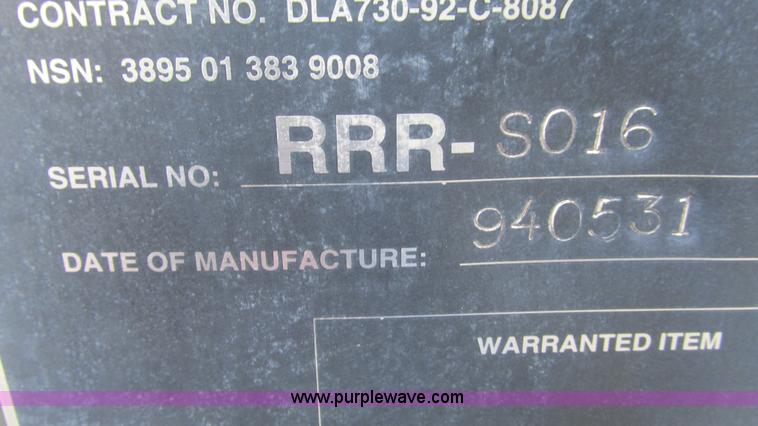 CONTRACT NO. DLA730-92-C-8087
NSN: 3895 01 383 9008
SERIAL NO: RRR-S016
DATE OF MANUFACTURE: 940531
WARRANTED ITEM
www.purplewave.com